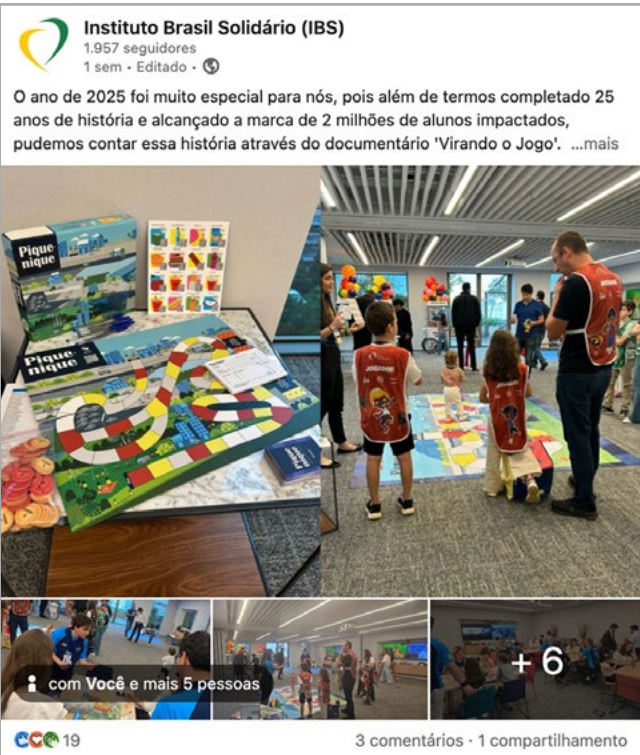 Instituto Brasil Solidário (IBS)
1.957 seguidores
1 sem • Editado •
O ano de 2025 foi muito especial para nós, pois além de termos completado 25
anos de história e alcançado a marca de 2 milhões de alunos impactados,
pudemos contar essa história através do documentário 'Virando o Jogo'. ...mais
Pique
nique
Pique
nique
JOGADOR
+ 6
com Você e mais 5 pessoas
19
3 comentários · 1 compartilhamento